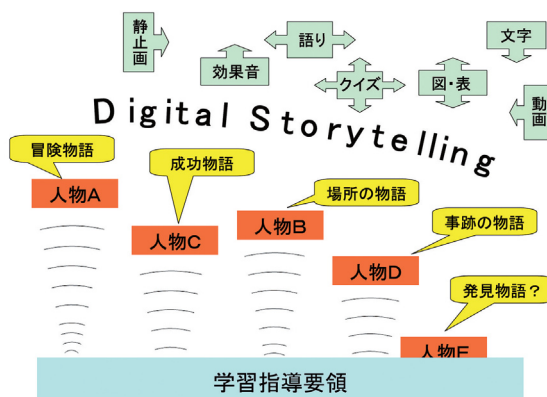 静止画
効果音
語り
クイズ
図・表
文字
動画
Digital Storytelling
冒険物語
人物A
成功物語
人物C
場所の物語
人物B
事跡の物語
人物D
発見物語？
人物E
学習指導要領